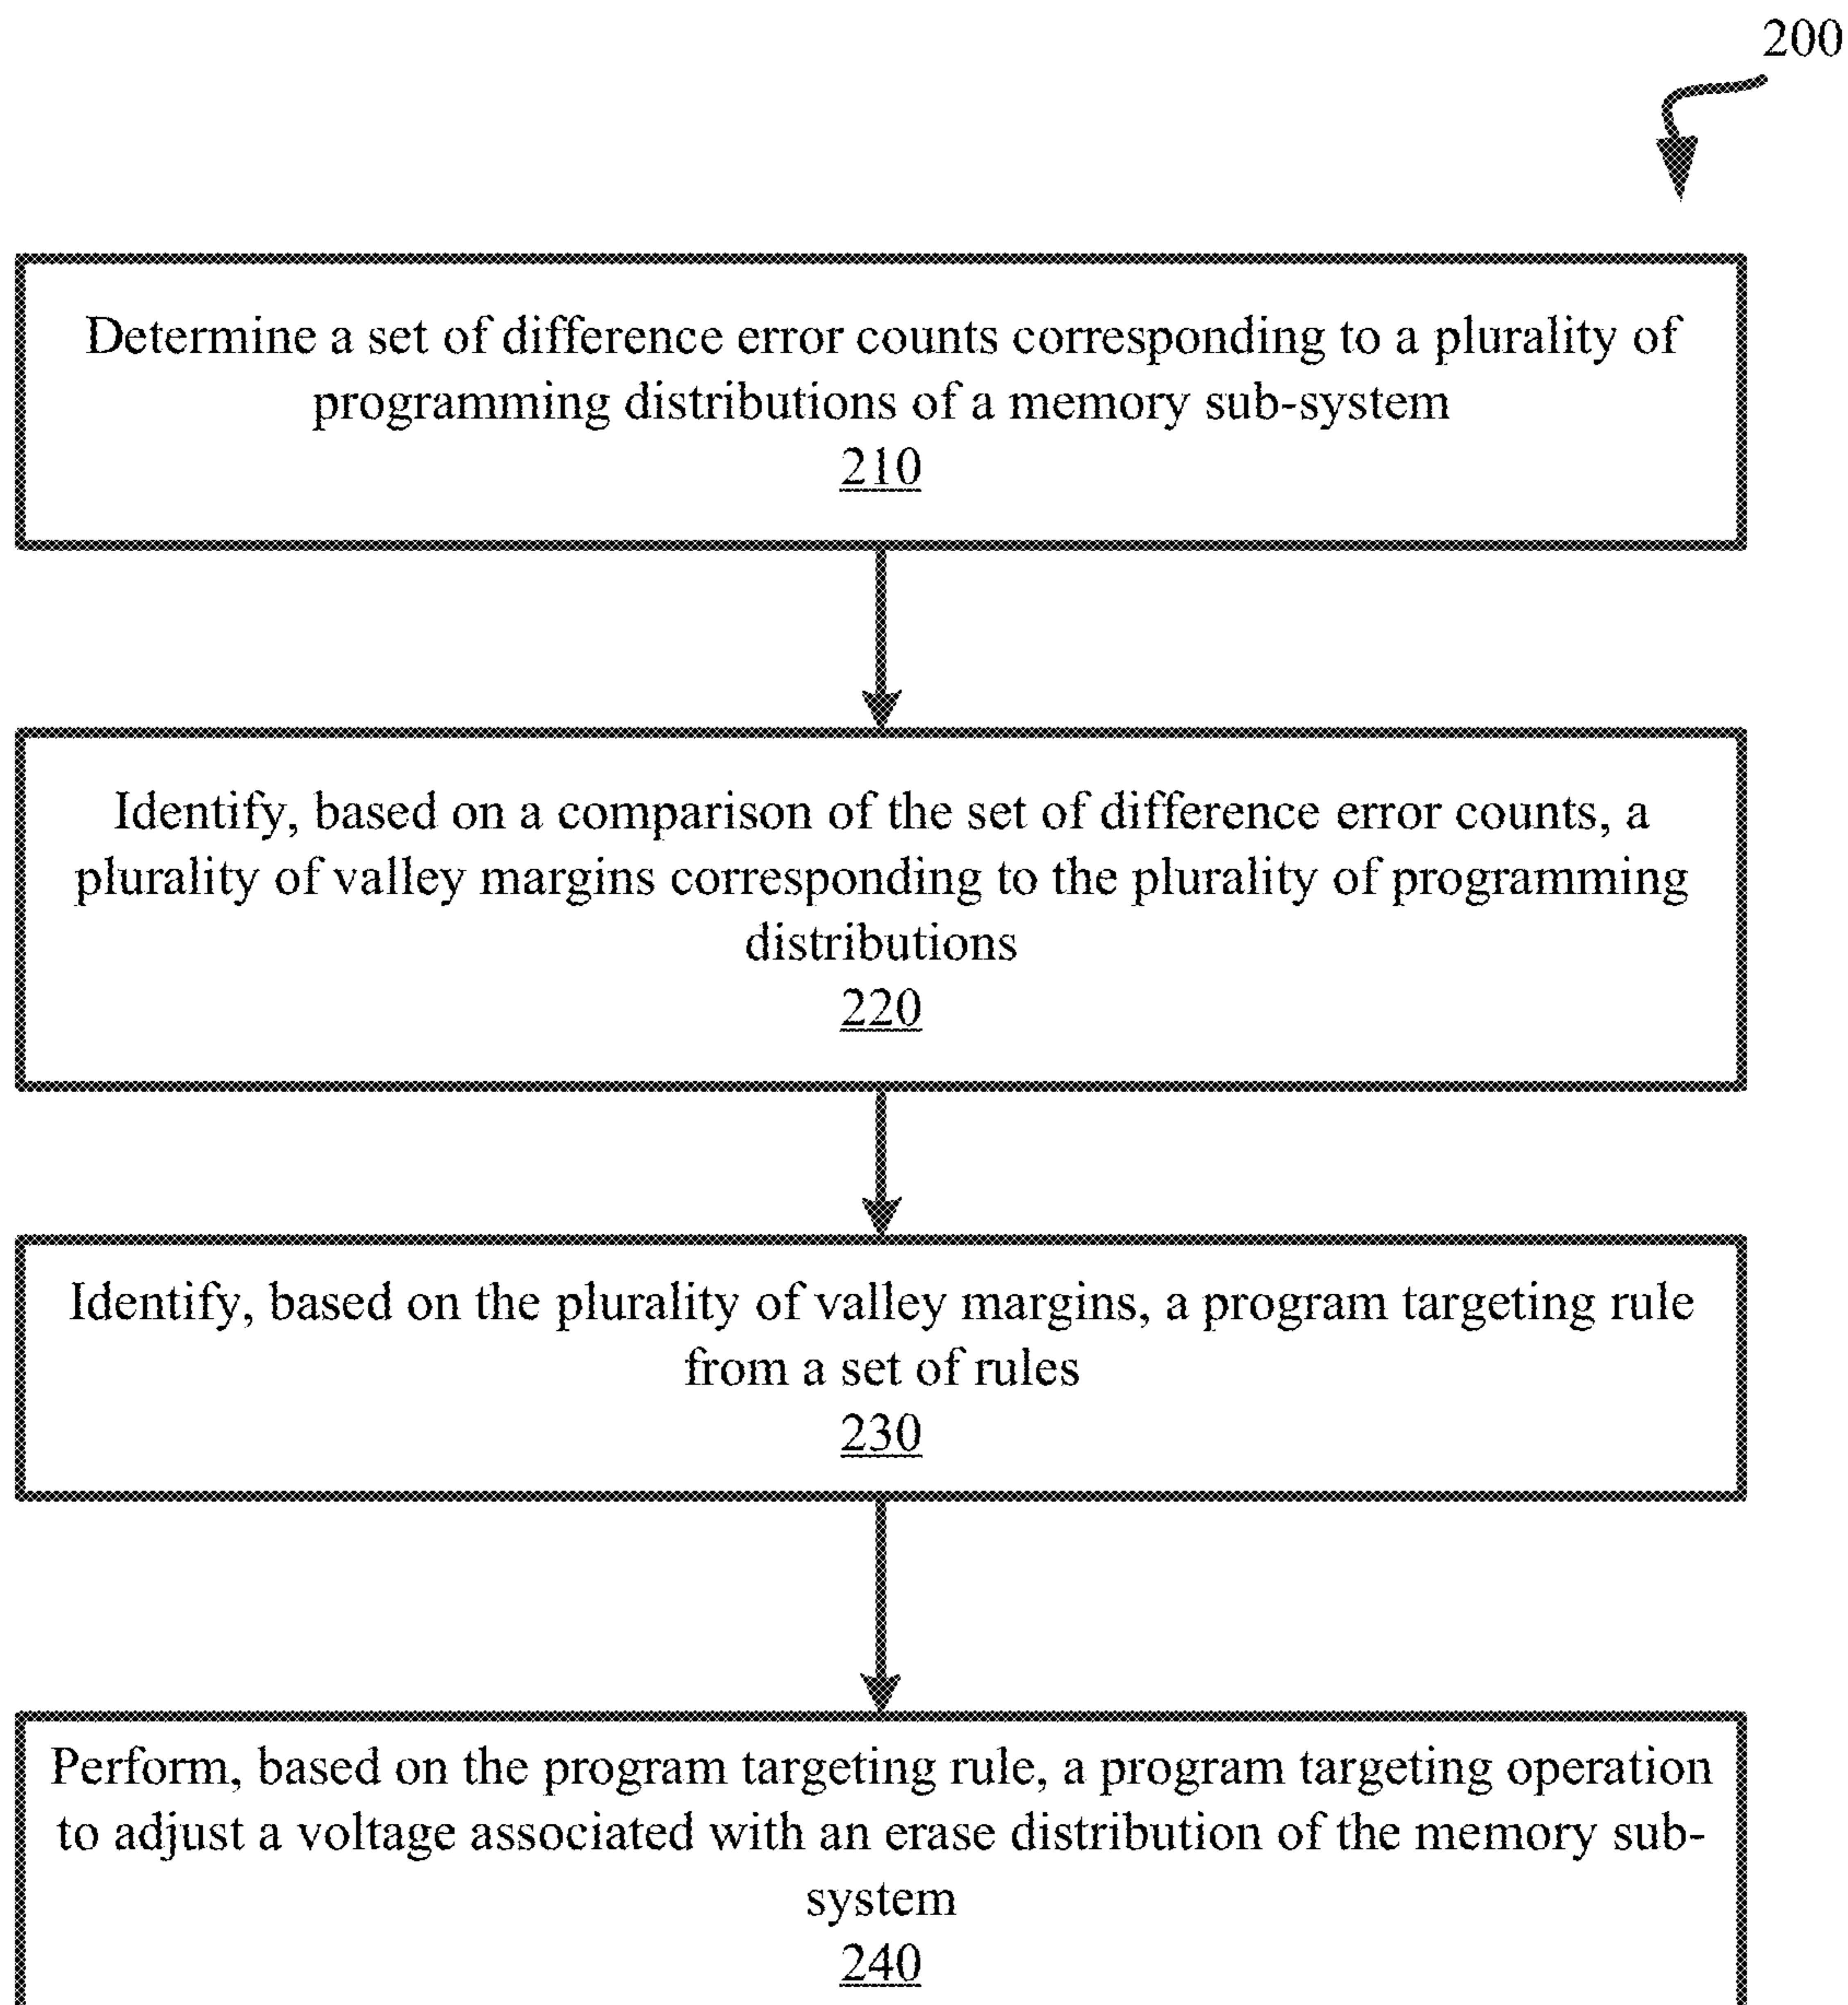 200
Determine a set of difference error counts corresponding to a plurality of
programming distributions of a memory sub-system
210
Identify, based on a comparison of the set of difference error counts, a
plurality of valley margins corresponding to the plurality of programming
distributions
220
Identify, based on the plurality of valley margins, a program targeting rule
from a set of rules
230
Perform, based on the program targeting rule, a program targeting operation
to adjust a voltage associated with an erase distribution of the memory sub-
system
240